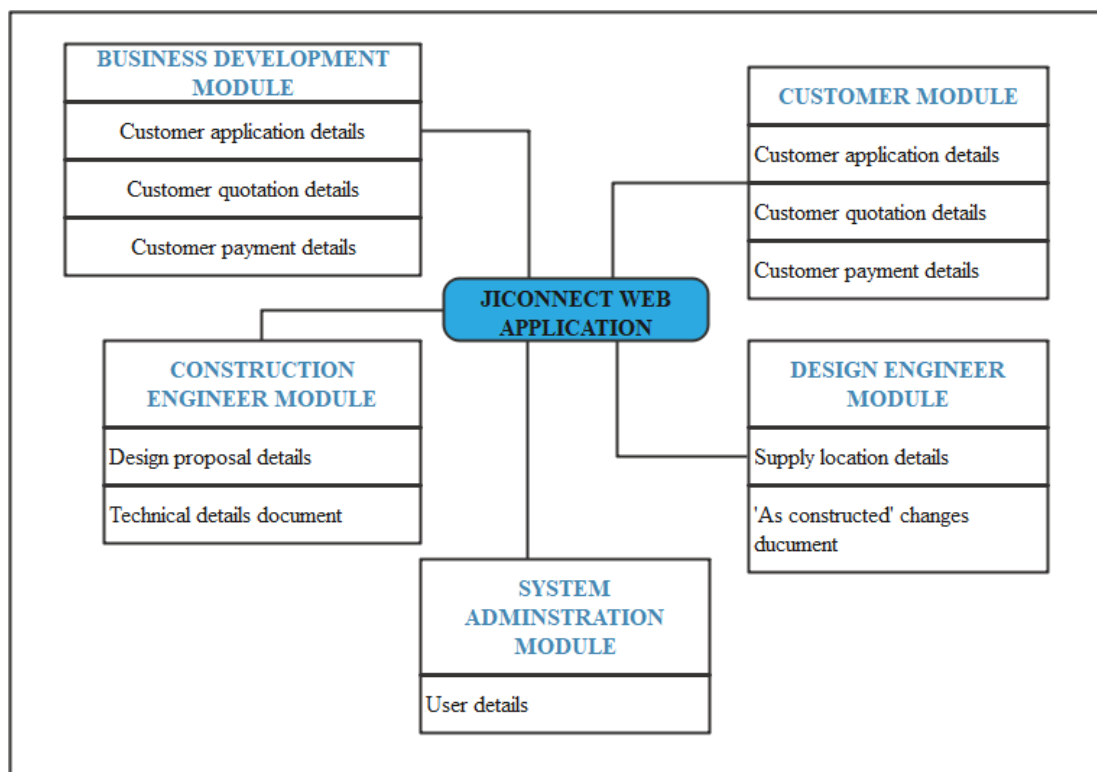 BUSINESS DEVELOPMENT
MODULE
Customer application details
Customer quotation details
Customer payment details
CUSTOMER MODULE
Customer application details
Customer quotation details
Customer payment details
JICONNECT WEB
APPLICATION
CONSTRUCTION
ENGINEER MODULE
Design proposal details
Technical details document
DESIGN ENGINEER
MODULE
Supply location details
'As constructed' changes
ducument
SYSTEM
ADMINSTRATION
MODULE
User details